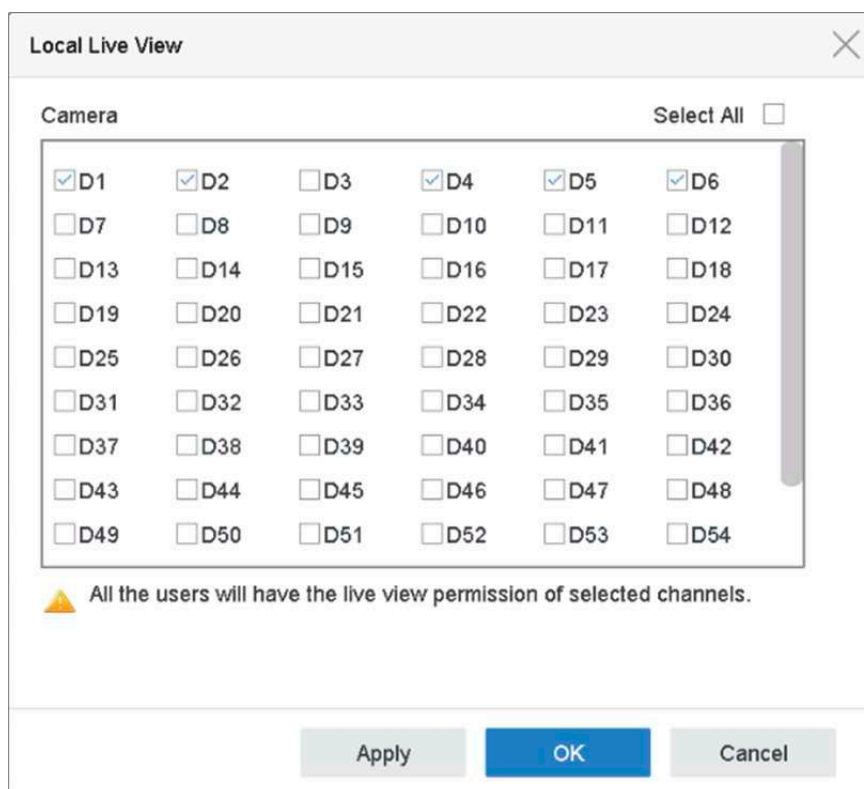 Local Live View
Camera Select All
D1 D2 D3 D4 D5 D6
D7 D8 D9 D10 D11 D12
D13 D14 D15 D16 D17 D18
D19 D20 D21 D22 D23 D24
D25 D26 D27 D28 D29 D30
D31 D32 D33 D34 D35 D36
D37 D38 D39 D40 D41 D42
D43 D44 D45 D46 D47 D48
D49 D50 D51 D52 D53 D54
All the users will have the live view permission of selected channels.
Apply OK Cancel